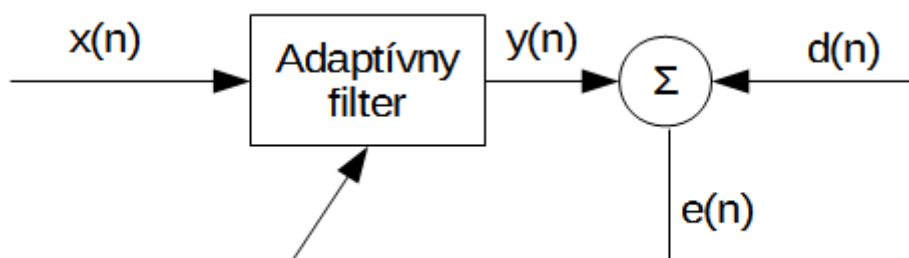 x(n)
Adaptívny
filter
y(n)
Σ
d(n)
e(n)